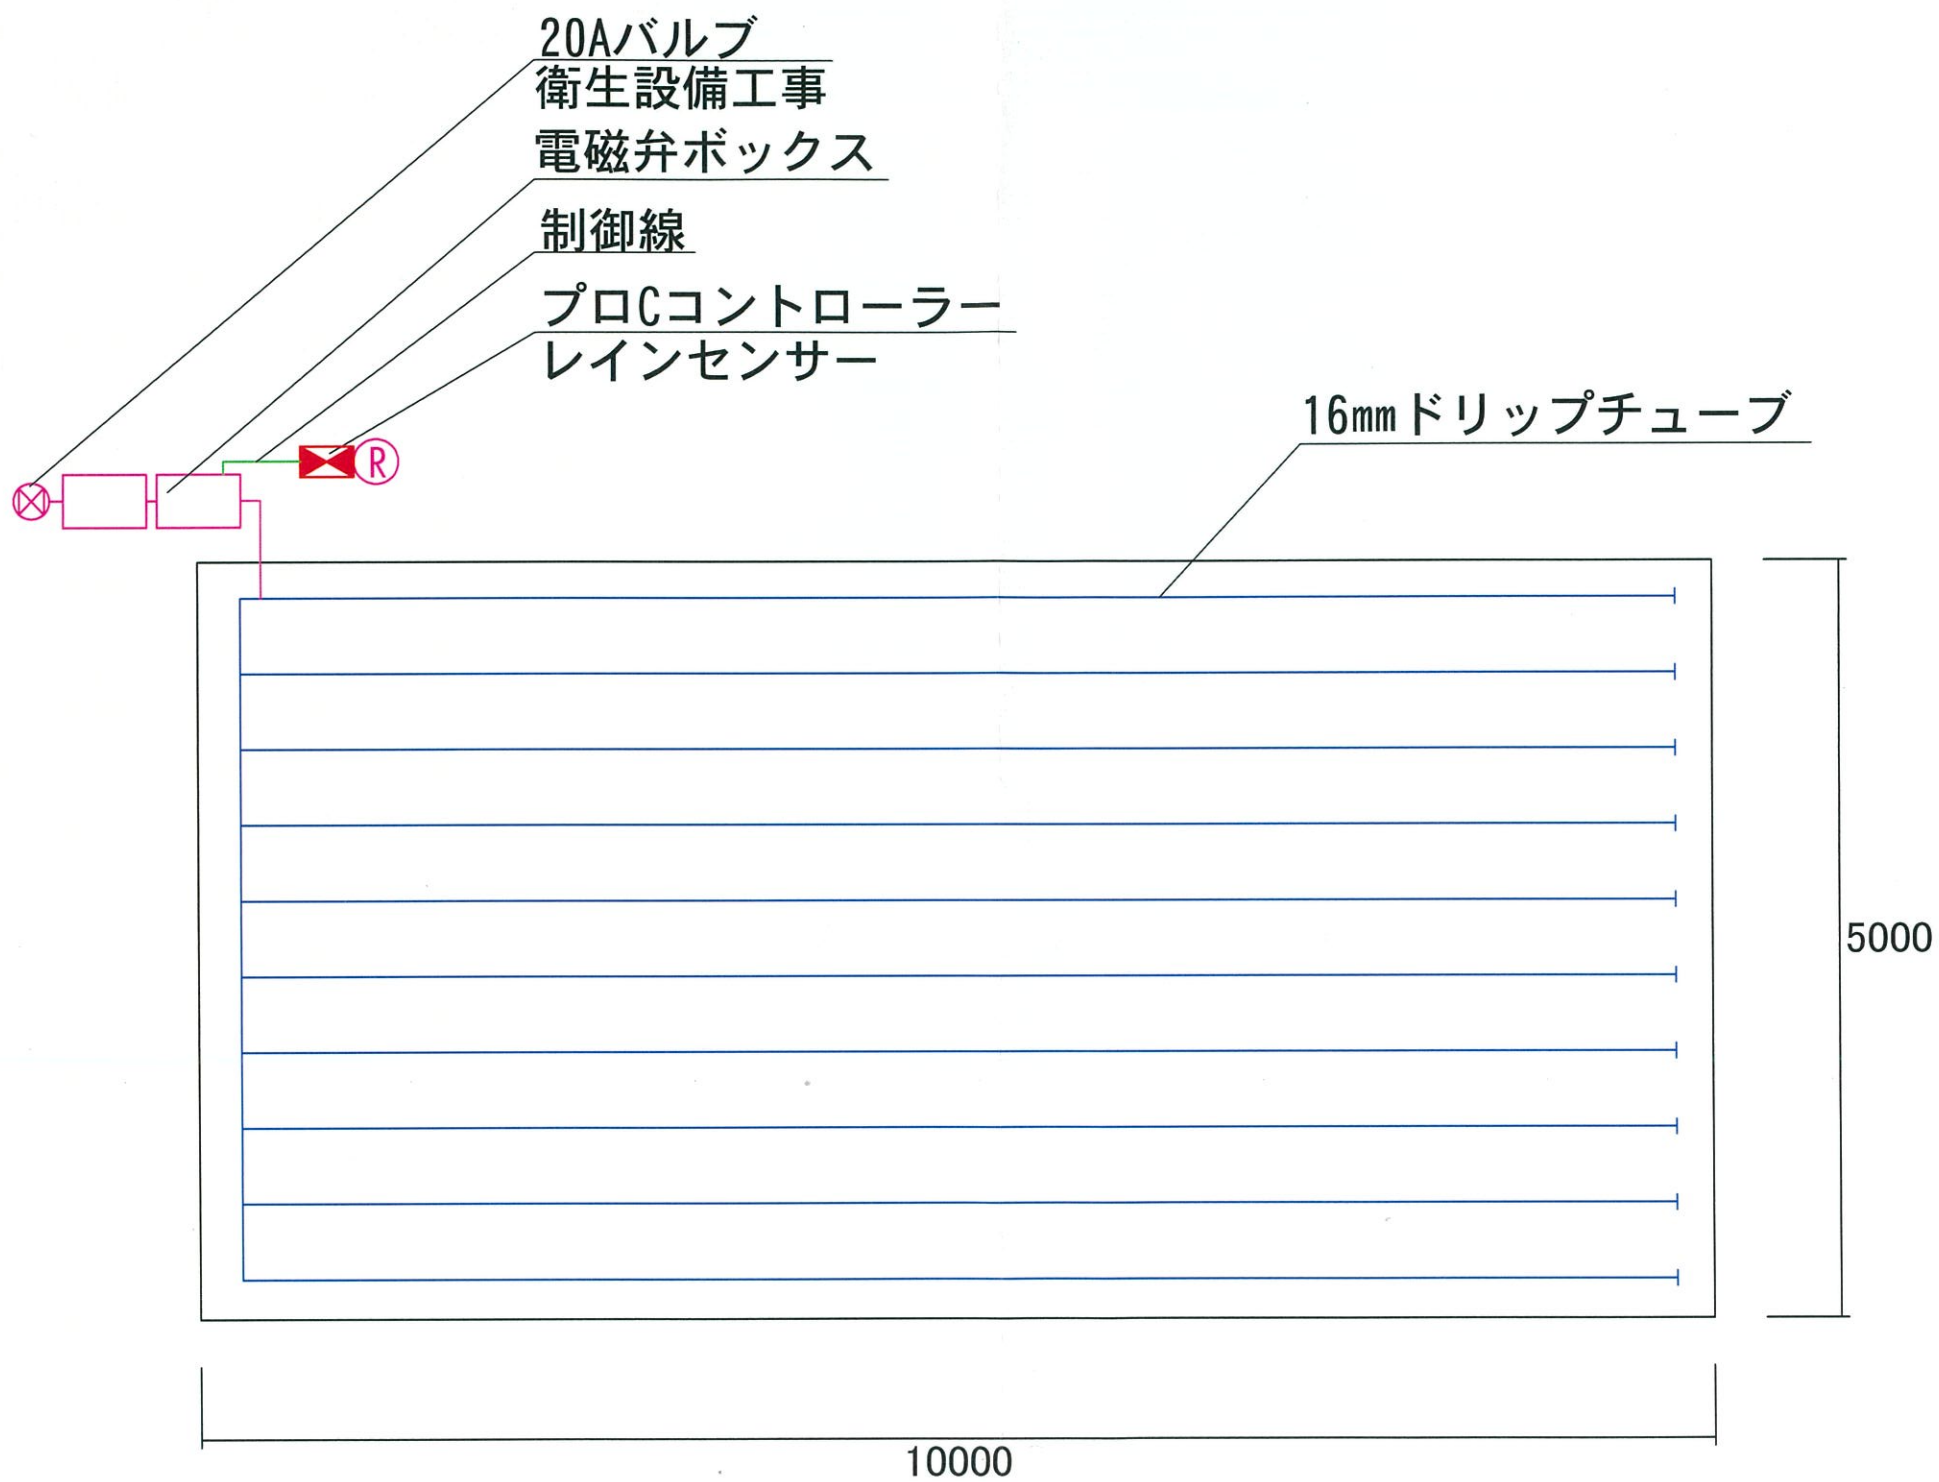 20Aバルブ
衛生設備工事
電磁弁ボックス
制御線
プロCコントローラー
レインセンサー
16mmドリップチューブ
R
5000
10000